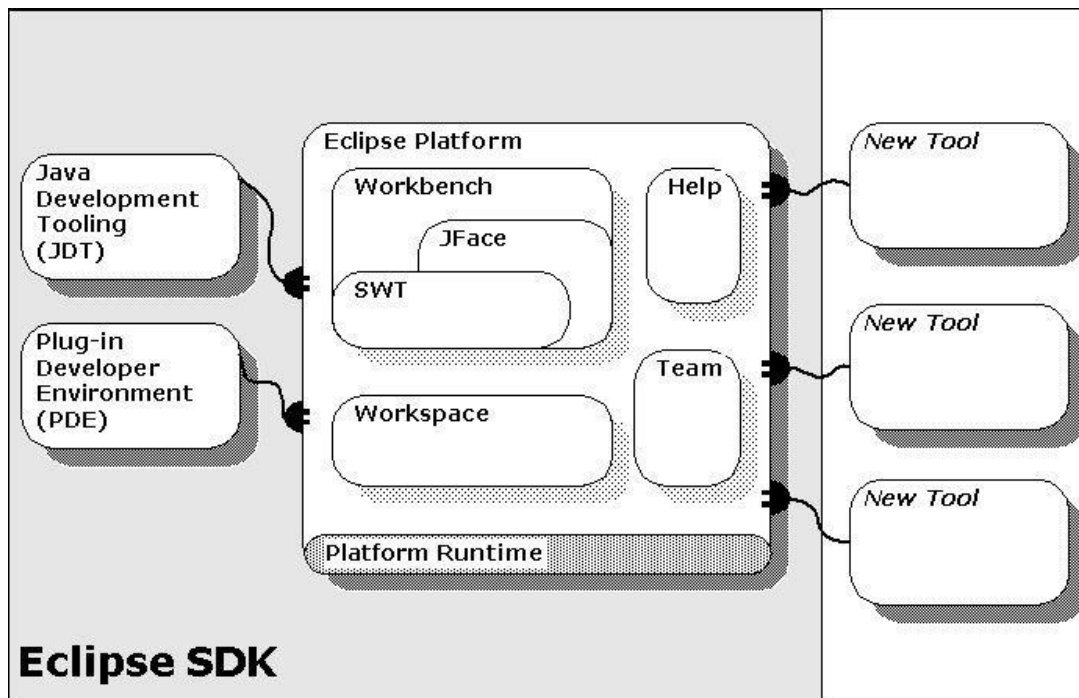 Java
Development
Tooling
(JDT)
Plug-in
Developer
Environment
(PDE)
Eclipse Platform
Workbench
JFace
SWT
Workspace
Help
Team
Platform Runtime
New Tool
New Tool
New Tool
Eclipse SDK